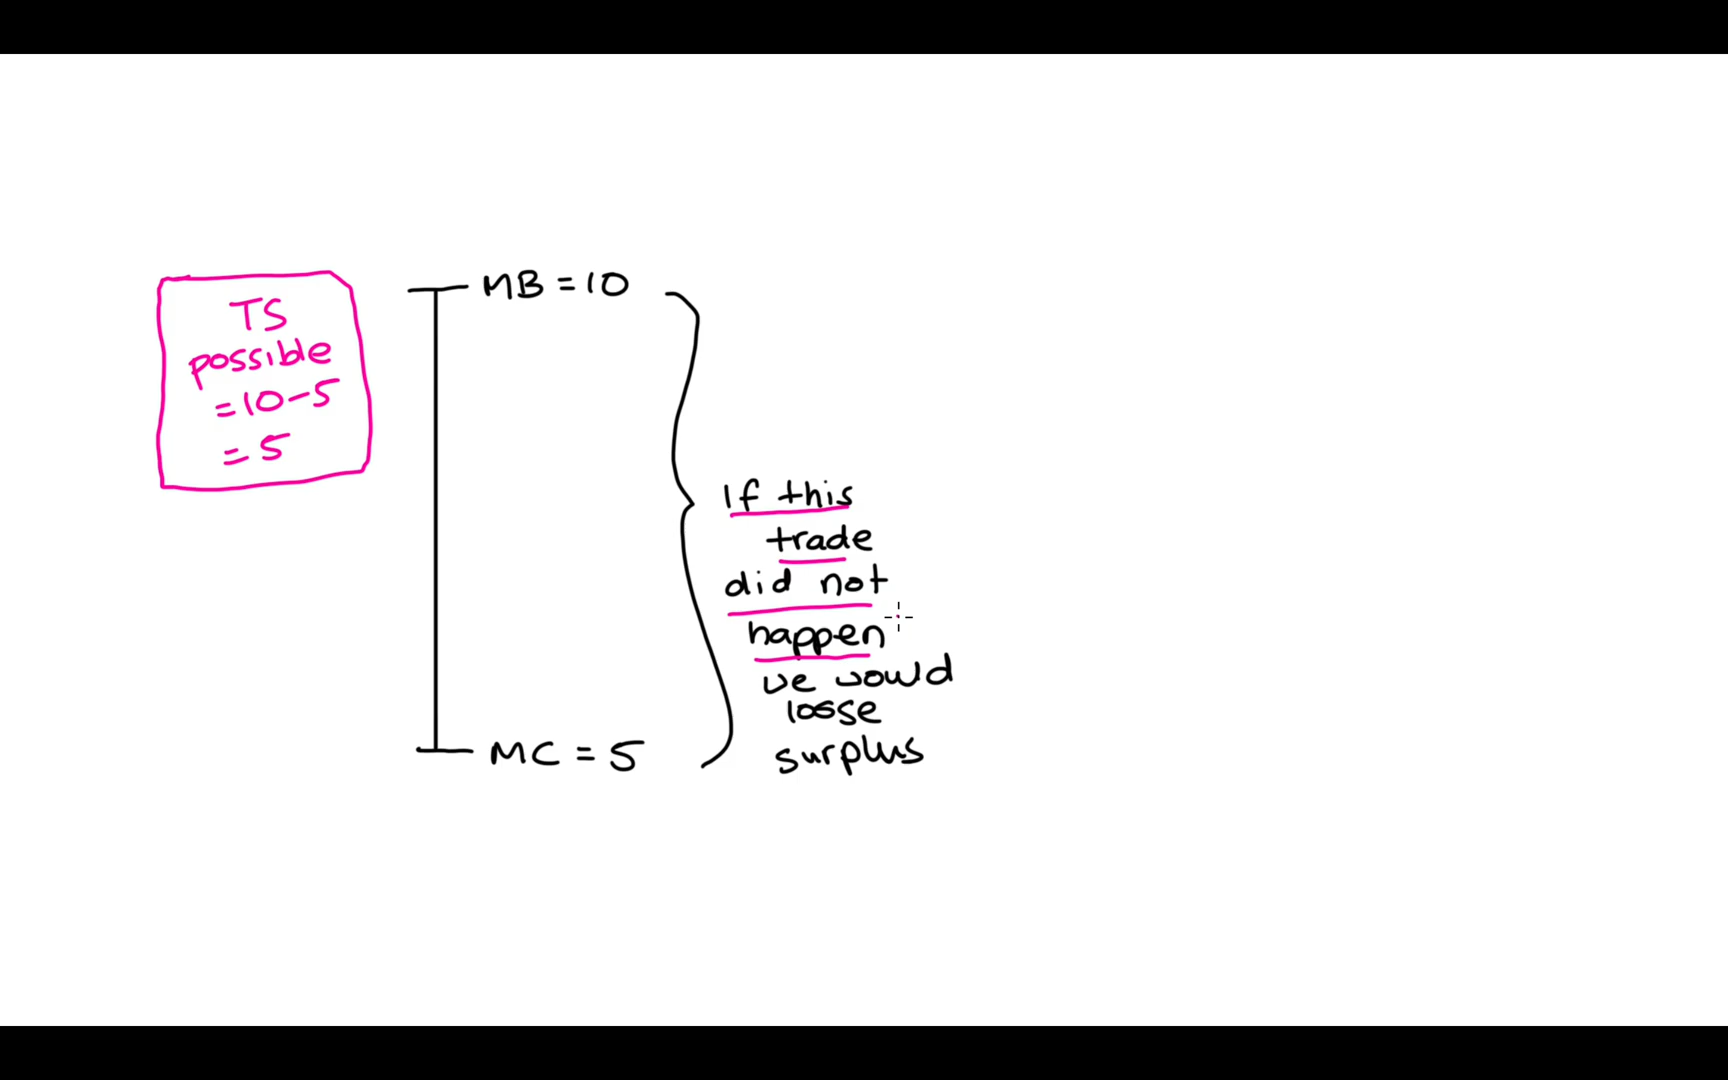 TS
possible
=10-5
=5
MB=10
If this
trade
did not
happen
we would
losse
surplus
MC = 5